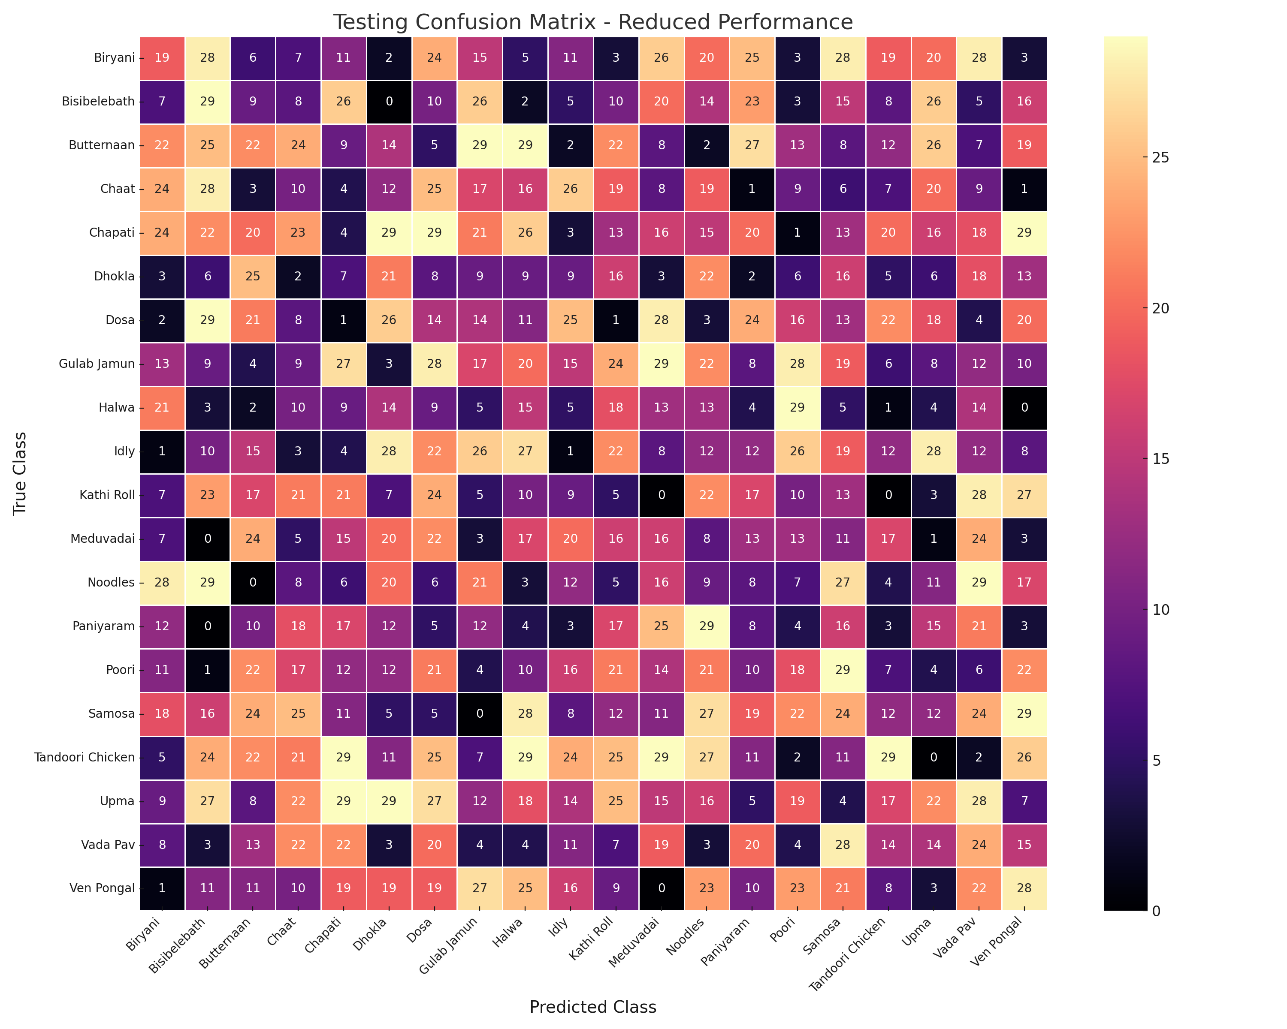 Testing Confusion Matrix - Reduced Performance
Biryani 19 28 6 7 11 2 24 15 5 11 3 26 20 25 3 28 19 20 28 3
Bisibelebath 7 29 9 8 26 0 10 26 2 5 10 20 14 23 3 15 8 26 5 16
Butternaan 22 25 22 24 9 14 5 29 29 2 22 8 2 27 13 8 12 26 7 19
Chaat 24 28 3 10 4 12 25 17 16 26 19 8 19 1 9 6 7 20 9 1
Chapati 24 22 20 23 4 29 29 21 26 3 13 16 15 20 1 13 20 16 18 29
Dhokla 3 6 25 2 7 21 8 9 9 9 16 3 22 2 6 16 5 6 18 13
Dosa 2 29 21 8 1 26 14 14 11 25 1 28 3 24 16 13 22 18 4 20
Gulab Jamun 13 9 4 9 27 3 28 17 20 15 24 29 22 8 28 19 6 8 12 10
Halwa 21 3 2 10 9 14 9 5 15 5 18 13 13 4 29 5 1 4 14 0
Idly 1 10 15 3 4 28 22 26 27 1 22 8 12 12 26 19 12 28 12 8
Kathi Roll 7 23 17 21 21 7 24 5 10 9 5 0 22 17 10 13 0 3 28 27
Meduvadai 7 0 24 5 15 20 22 3 17 20 16 16 8 13 13 11 17 1 24 3
Noodles 28 29 0 8 6 20 6 21 3 12 5 16 9 8 7 27 4 11 29 17
Paniyaram 12 0 10 18 17 12 5 12 4 3 17 25 29 8 4 16 3 15 21 3
Poori 11 1 22 17 12 12 21 4 10 16 21 14 21 10 18 29 7 4 6 22
Samosa 18 16 24 25 11 5 5 0 28 8 12 11 27 19 22 24 12 12 24 29
Tandoori Chicken 5 24 22 21 29 11 25 7 29 24 25 29 27 11 2 11 29 0 2 26
Upma 9 27 8 22 29 29 27 12 18 14 25 15 16 5 19 4 17 22 28 7
Vada Pav 8 3 13 22 22 3 20 4 4 11 7 19 3 20 4 28 14 14 24 15
Ven Pongal 1 11 11 10 19 19 19 27 25 16 9 0 23 10 23 21 8 3 22 28
True Class
Biryani Bisibelebath Butternaan Chaat Chapati Dhokla Dosa Gulab Jamun Halwa Idly Kathi Roll Meduvadai Noodles Paniyaram Poori Samosa Tandoori Chicken Upma Vada Pav Ven Pongal
Predicted Class
25
20
15
10
5
0